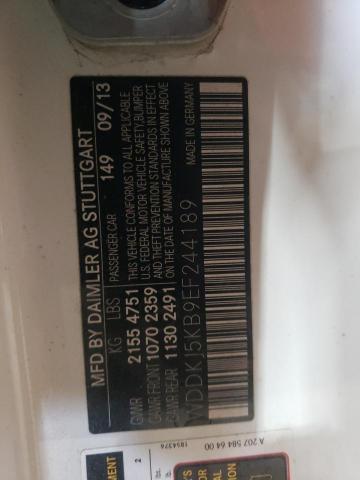 MFD BY DAIMLER AG STUTTGART
KG LBS PASSENGER CAR 149 09/13
GVWR 2155 4751 THIS VEHICLE CONFORMS TO ALL APPLICABLE
GAWR FRONT 1070 2359 U.S. FEDERAL MOTOR VEHICLE SAFETY, BUMPER
GAWR REAR 1130 2491 AND THEFT PREVENTION STANDARDS IN EFFECT
ON THE DATE OF MANUFACTURE SHOWN ABOVE
WDDKJ5KB9EF244189 MADE IN GERMANY
A 207 584 64 00
1854374